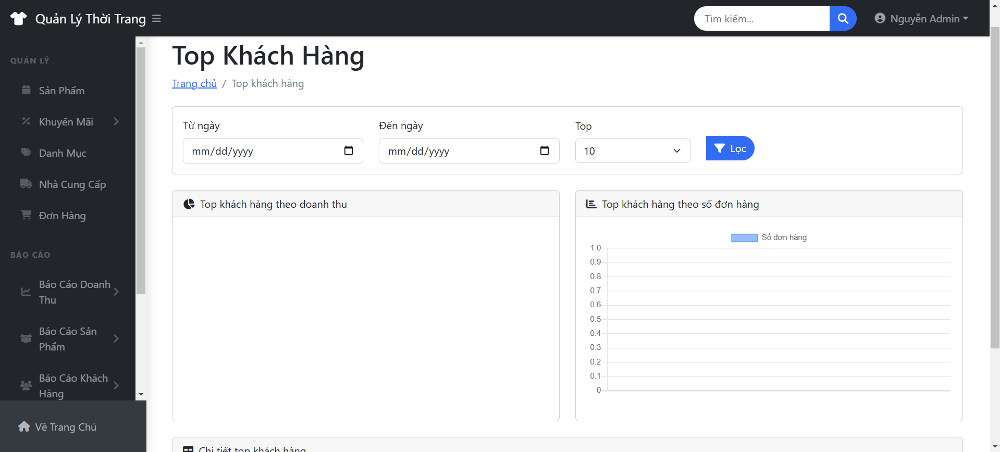 Quản Lý Thời Trang
Tìm kiếm...
Nguyễn Admin
QUẢN LÝ
Sản Phẩm
Khuyến Mãi
Danh Mục
Nhà Cung Cấp
Đơn Hàng
BÁO CÁO
Báo Cáo Doanh
Thu
Báo Cáo Sản
Phẩm
Báo Cáo Khách
Hàng
Về Trang Chủ
Top Khách Hàng
Trang chủ / Top khách hàng
Từ ngày
mm/dd/yyyy
Đến ngày
mm/dd/yyyy
Top
10
Lọc
Top khách hàng theo doanh thu
Top khách hàng theo số đơn hàng
Số đơn hàng
1.0
0.9
0.8
0.7
0.6
0.5
0.4
0.3
0.2
0.1
0
Chi tiết top khách hàng